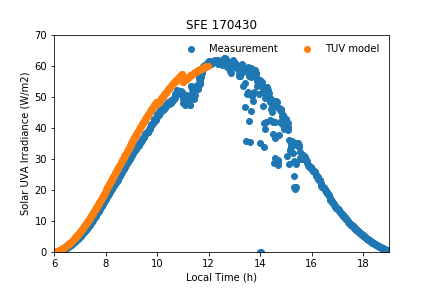 SFE 170430
Measurement TUV model
70
60
50
40
30
20
10
0
Solar UVA Irradiance (W/m2)
6 8 10 12 14 16 18
Local Time (h)